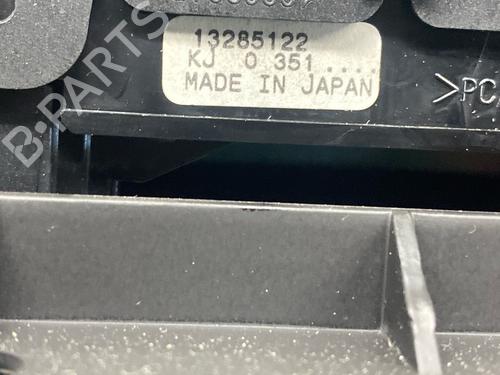 13285122
KJ 0 351 ....
MADE IN JAPAN
>PC
B-PARTS